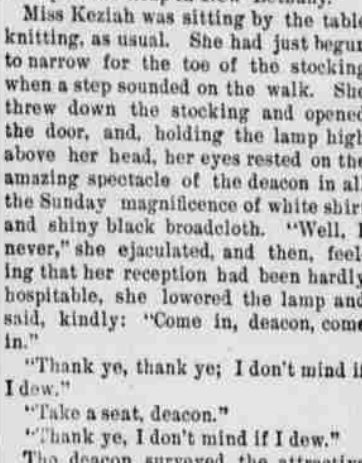 Miss Keziah was sitting by the table
knitting, as usual. She had just begun
to narrow for the toe of the stocking
when a step sounded on the walk. She
threw down the stocking and opened
the door, and, holding the lamp high
above her head, her eyes rested on the
amazing spectacle of the deacon in all
the Sunday magnificence of white shirt
and shiny black broadcloth. "Well, I
never," she ejaculated, and then, feel-
ing that her reception had been hardly
hospitable, she lowered the lamp and
said, kindly: "Come in, deacon, come
in."
"Thank ye, thank ye; I don't mind if
I dew."
"Take a seat, deacon."
"Thank ye, I don't mind if I dew."
The deacon surveyed the attractive